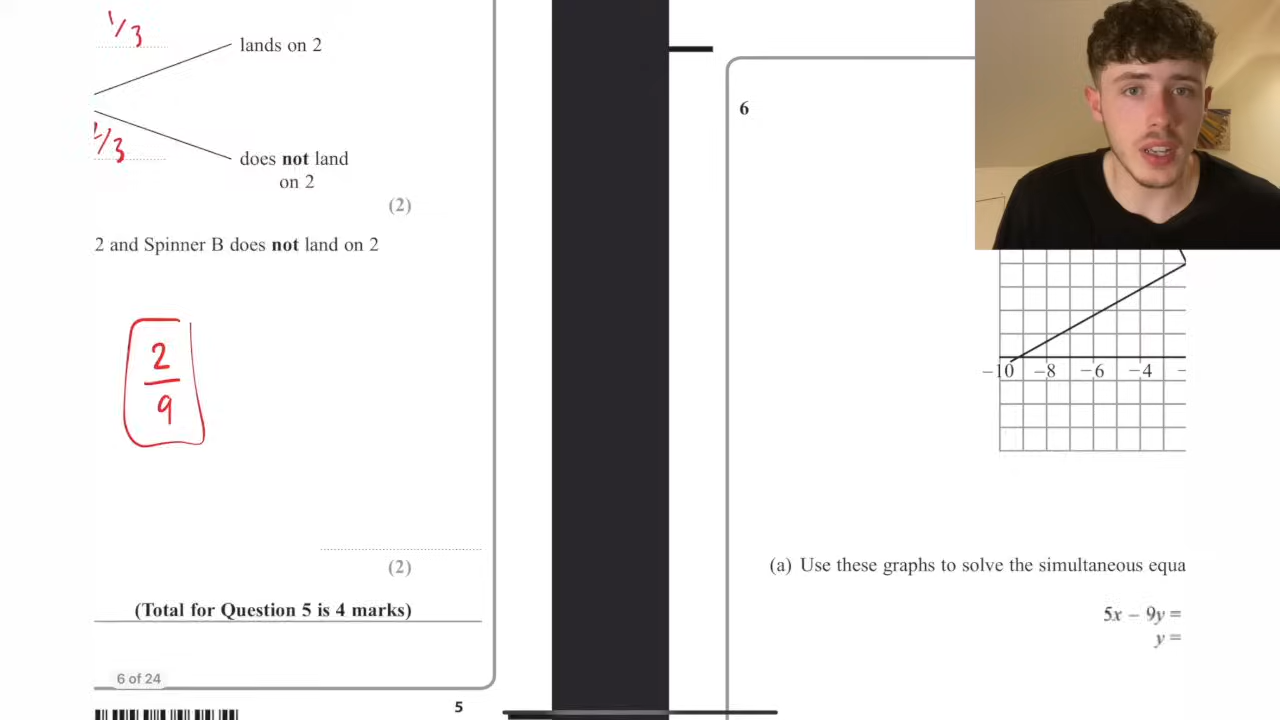 1/3
lands on 2
/3
does not land
on 2
(2)
2 and Spinner B does not land on 2
2
9
(2)
(Total for Question 5 is 4 marks)
6 of 24
5
6
−10 −8 −6 −4 −
(a) Use these graphs to solve the simultaneous equa
5x − 9y =
y =